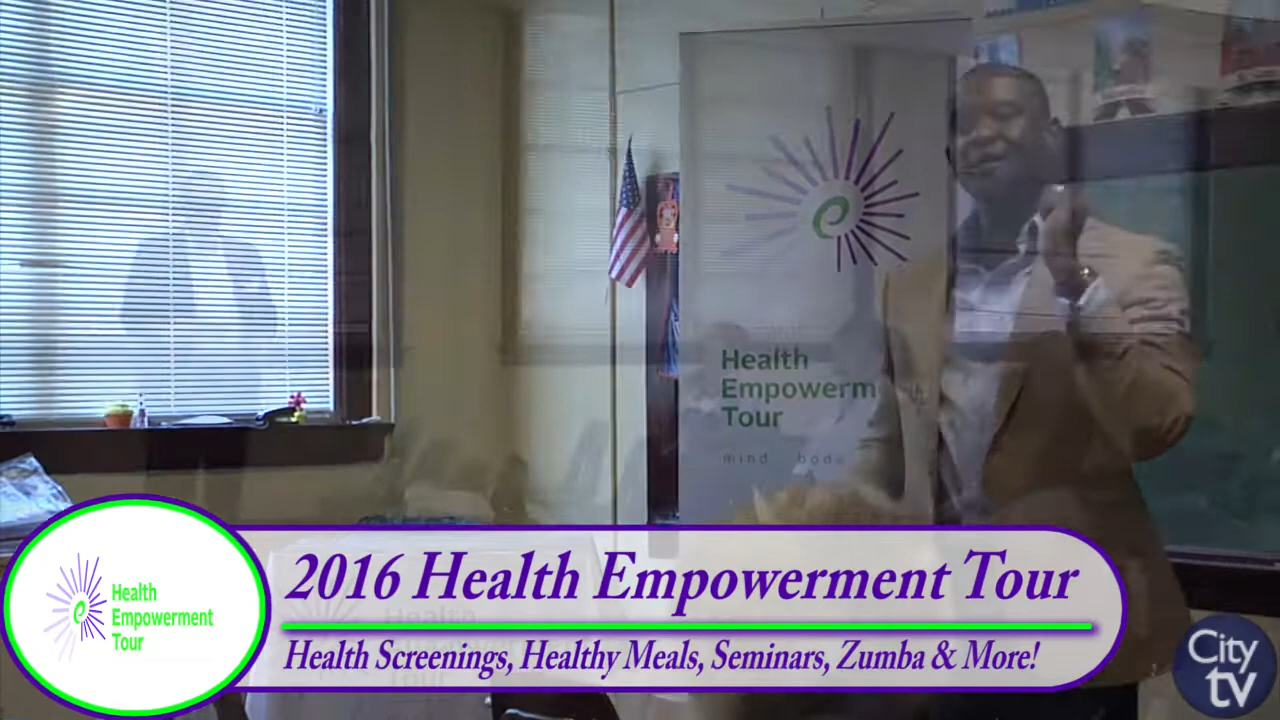 Health
Empowerm
Tour
mind body
2016 Health Empowerment Tour
Health Screenings, Healthy Meals, Seminars, Zumba & More!
Health
Empowerment
Tour
City
tv